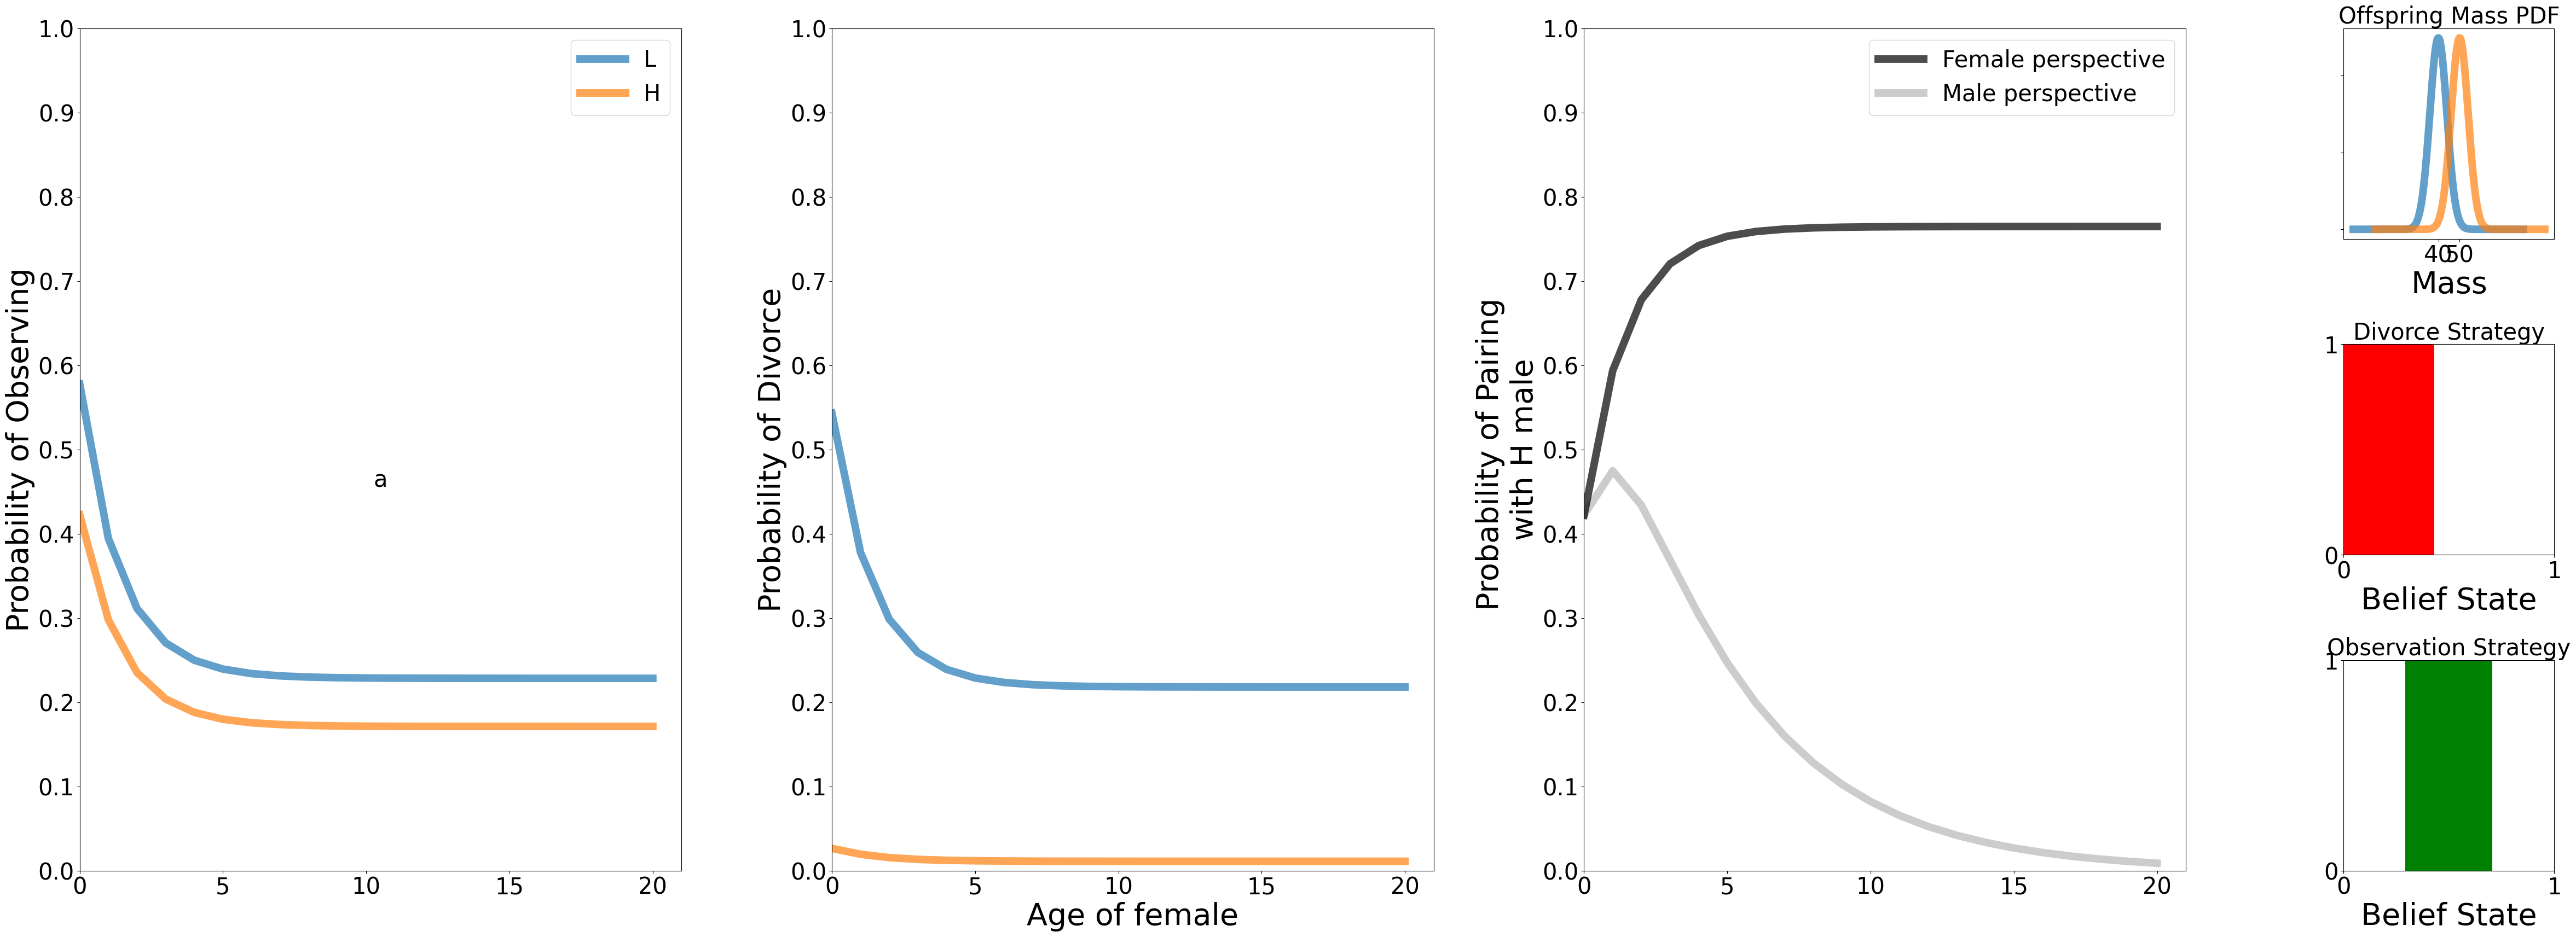 Probability of Observing
1.0
0.9
0.8
0.7
0.6
0.5
0.4
0.3
0.2
0.1
0.0
0 5 10 15 20
L
H
a
Probability of Divorce
1.0
0.9
0.8
0.7
0.6
0.5
0.4
0.3
0.2
0.1
0.0
0 5 10 15 20
Age of female
Probability of Pairing
with H male
1.0
0.9
0.8
0.7
0.6
0.5
0.4
0.3
0.2
0.1
0.0
0 5 10 15 20
Female perspective
Male perspective
Offspring Mass PDF
40 50
Mass
Divorce Strategy
1
0
0 1
Belief State
Observation Strategy
1
0
0 1
Belief State